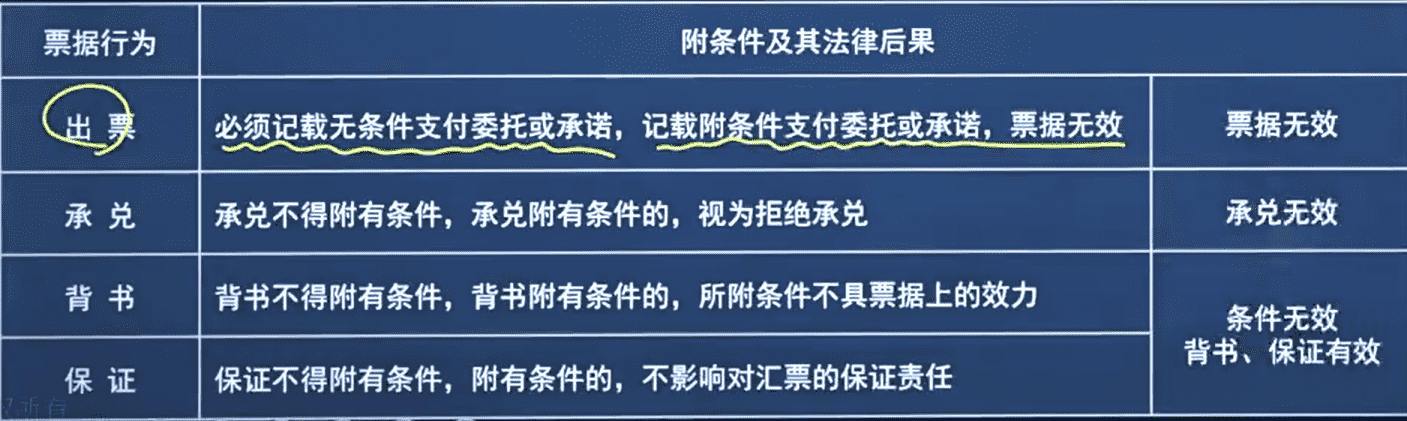 票据行为 附条件及其法律后果
出 票 必须记载无条件支付委托或承诺，记载附条件支付委托或承诺，票据无效 票据无效
承 兑 承兑不得附有条件，承兑附有条件的，视为拒绝承兑 承兑无效
背 书 背书不得附有条件，背书附有条件的，所附条件不具票据上的效力
条件无效
背书、保证有效
保 证 保证不得附有条件，附有条件的，不影响对汇票的保证责任